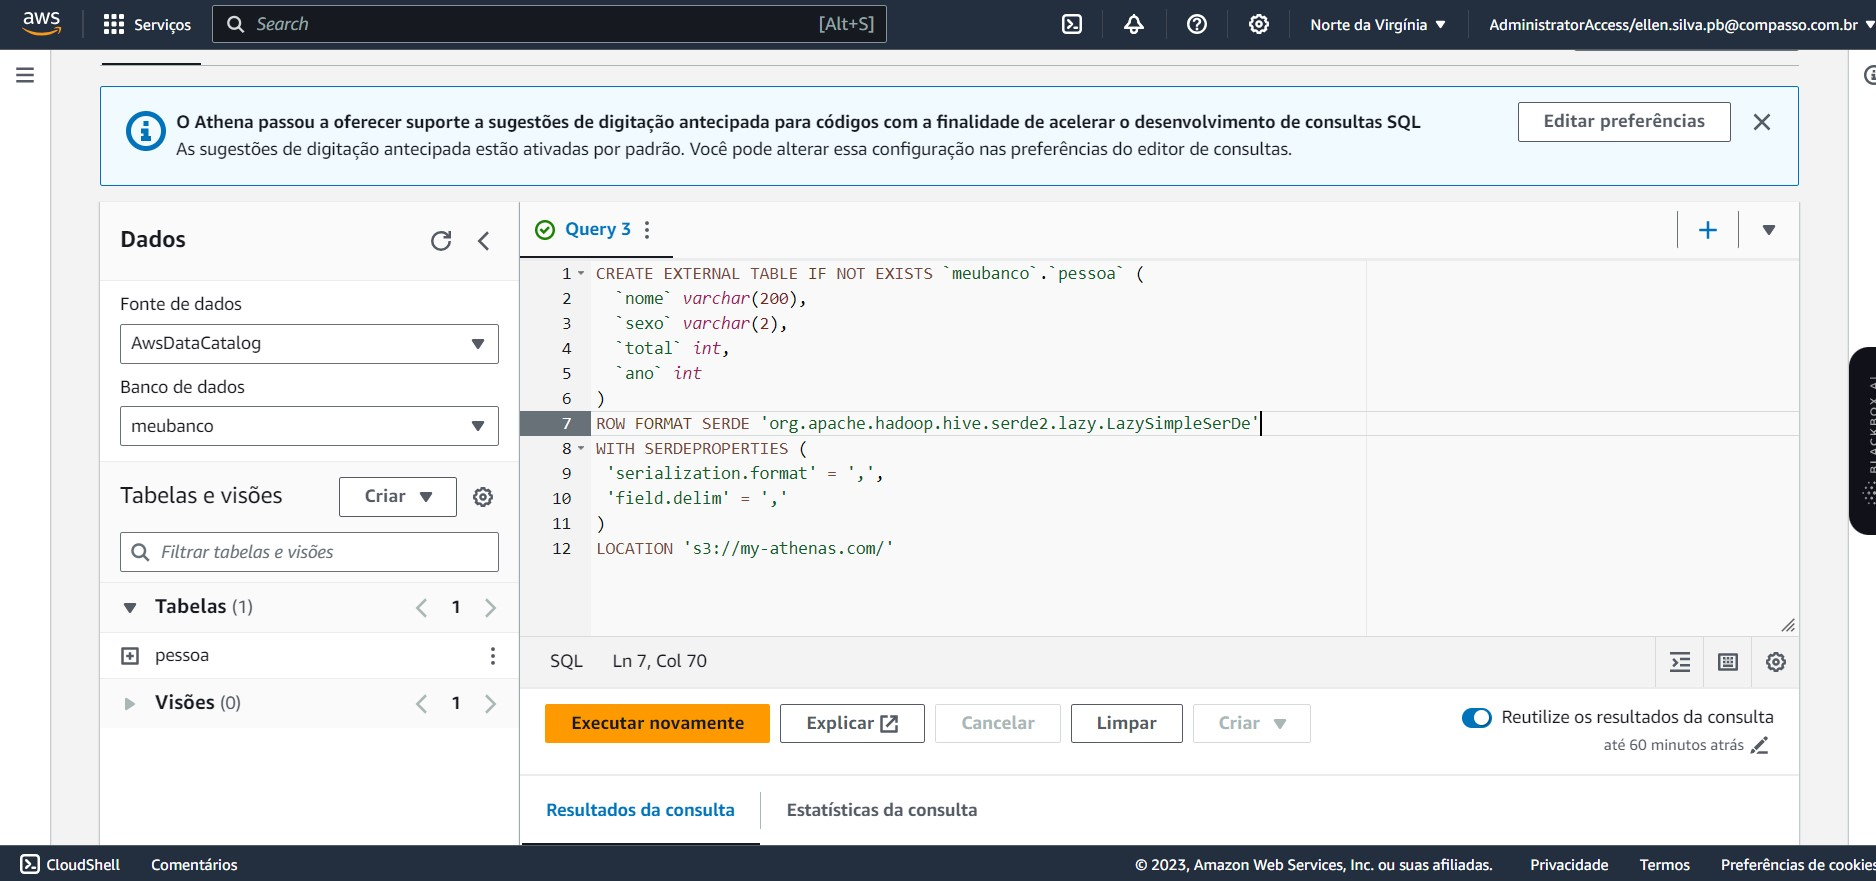 aws
Serviços
Search
[Alt+S]
Norte da Virgínia
AdministratorAccess/ellen.silva.pb@compasso.com.br
O Athena passou a oferecer suporte a sugestões de digitação antecipada para códigos com a finalidade de acelerar o desenvolvimento de consultas SQL
As sugestões de digitação antecipada estão ativadas por padrão. Você pode alterar essa configuração nas preferências do editor de consultas.
Editar preferências
Dados
Fonte de dados
AwsDataCatalog
Banco de dados
meubanco
Tabelas e visões
Criar
Filtrar tabelas e visões
Tabelas (1)
1
pessoa
Visões (0)
1
Query 3
1 CREATE EXTERNAL TABLE IF NOT EXISTS `meubanco`.`pessoa` (
2 `nome` varchar(200),
3 `sexo` varchar(2),
4 `total` int,
5 `ano` int
6 )
7 ROW FORMAT SERDE 'org.apache.hadoop.hive.serde2.lazy.LazySimpleSerDe'
8 WITH SERDEPROPERTIES (
9 'serialization.format' = ',',
10 'field.delim' = ','
11 )
12 LOCATION 's3://my-athenas.com/'
SQL
Ln 7, Col 70
Executar novamente
Explicar
Cancelar
Limpar
Criar
Reutilize os resultados da consulta
até 60 minutos atrás
Resultados da consulta
Estatísticas da consulta
BLACKBOX AI
CloudShell
Comentários
© 2023, Amazon Web Services, Inc. ou suas afiliadas.
Privacidade
Termos
Preferências de cookies